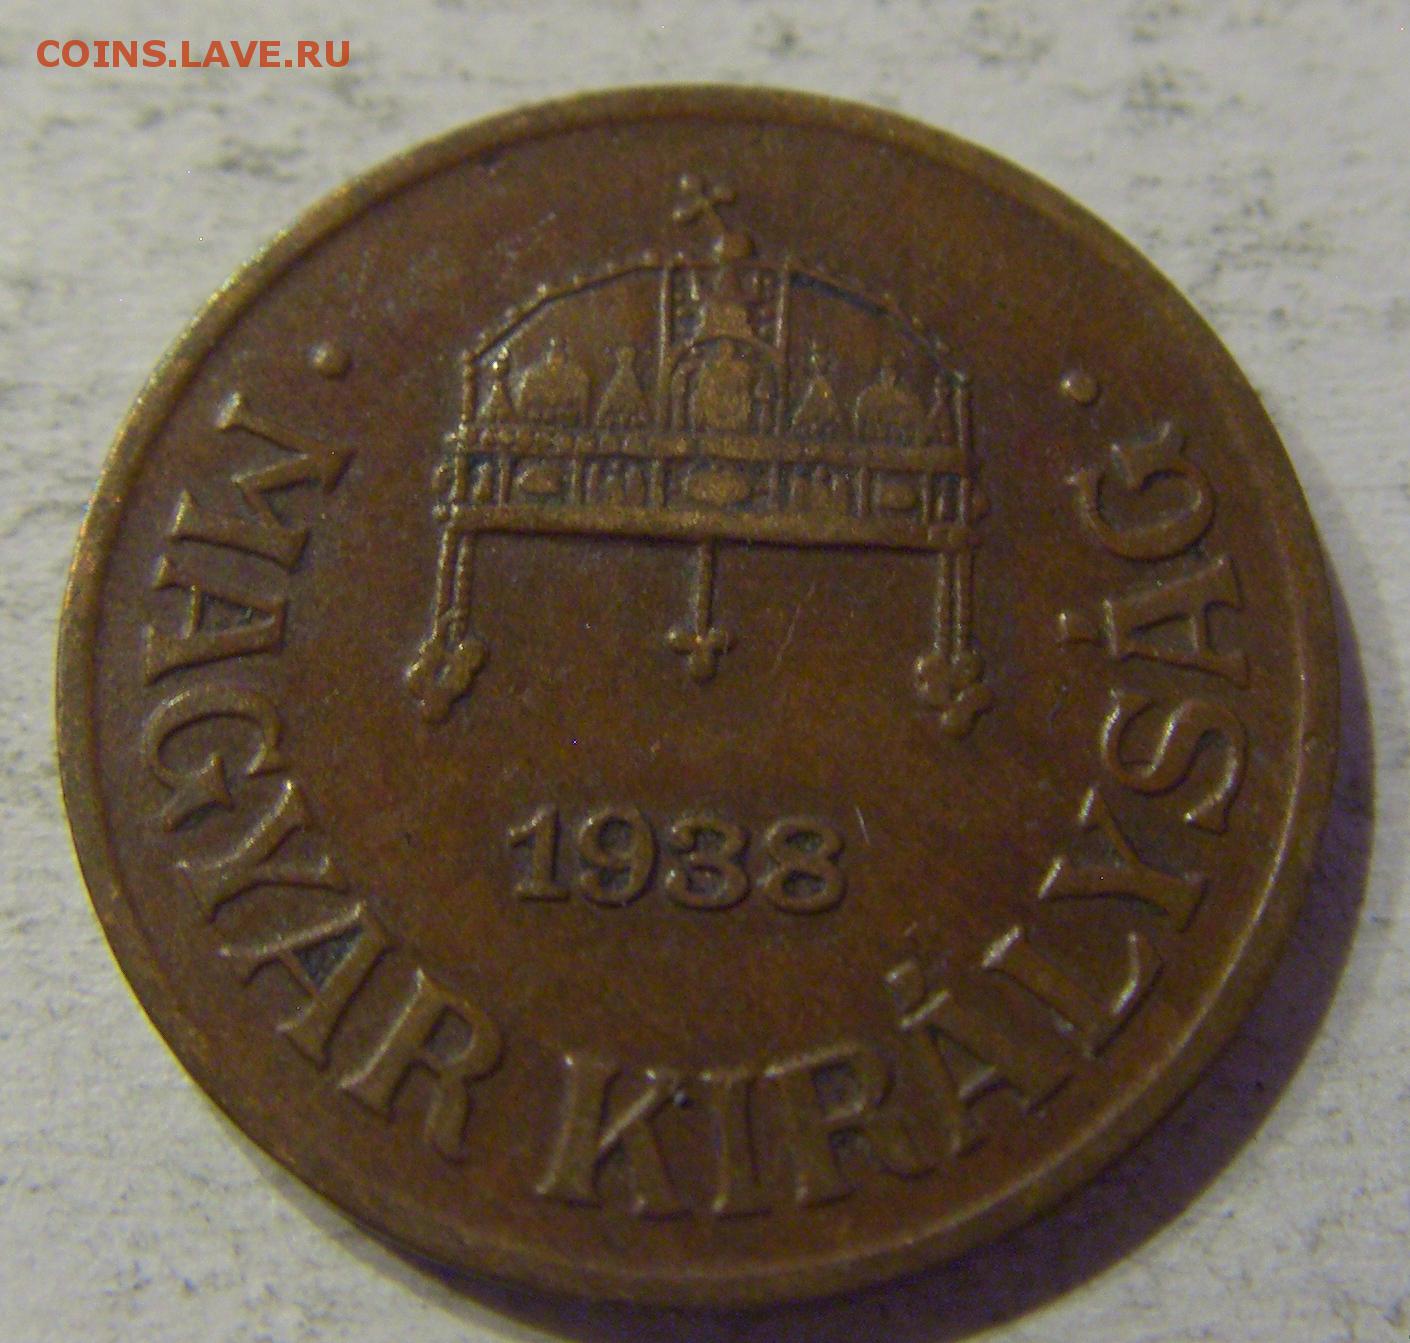 COINS.LAVE.RU
· MAGYAR KIRÁLYSÁG ·
1938